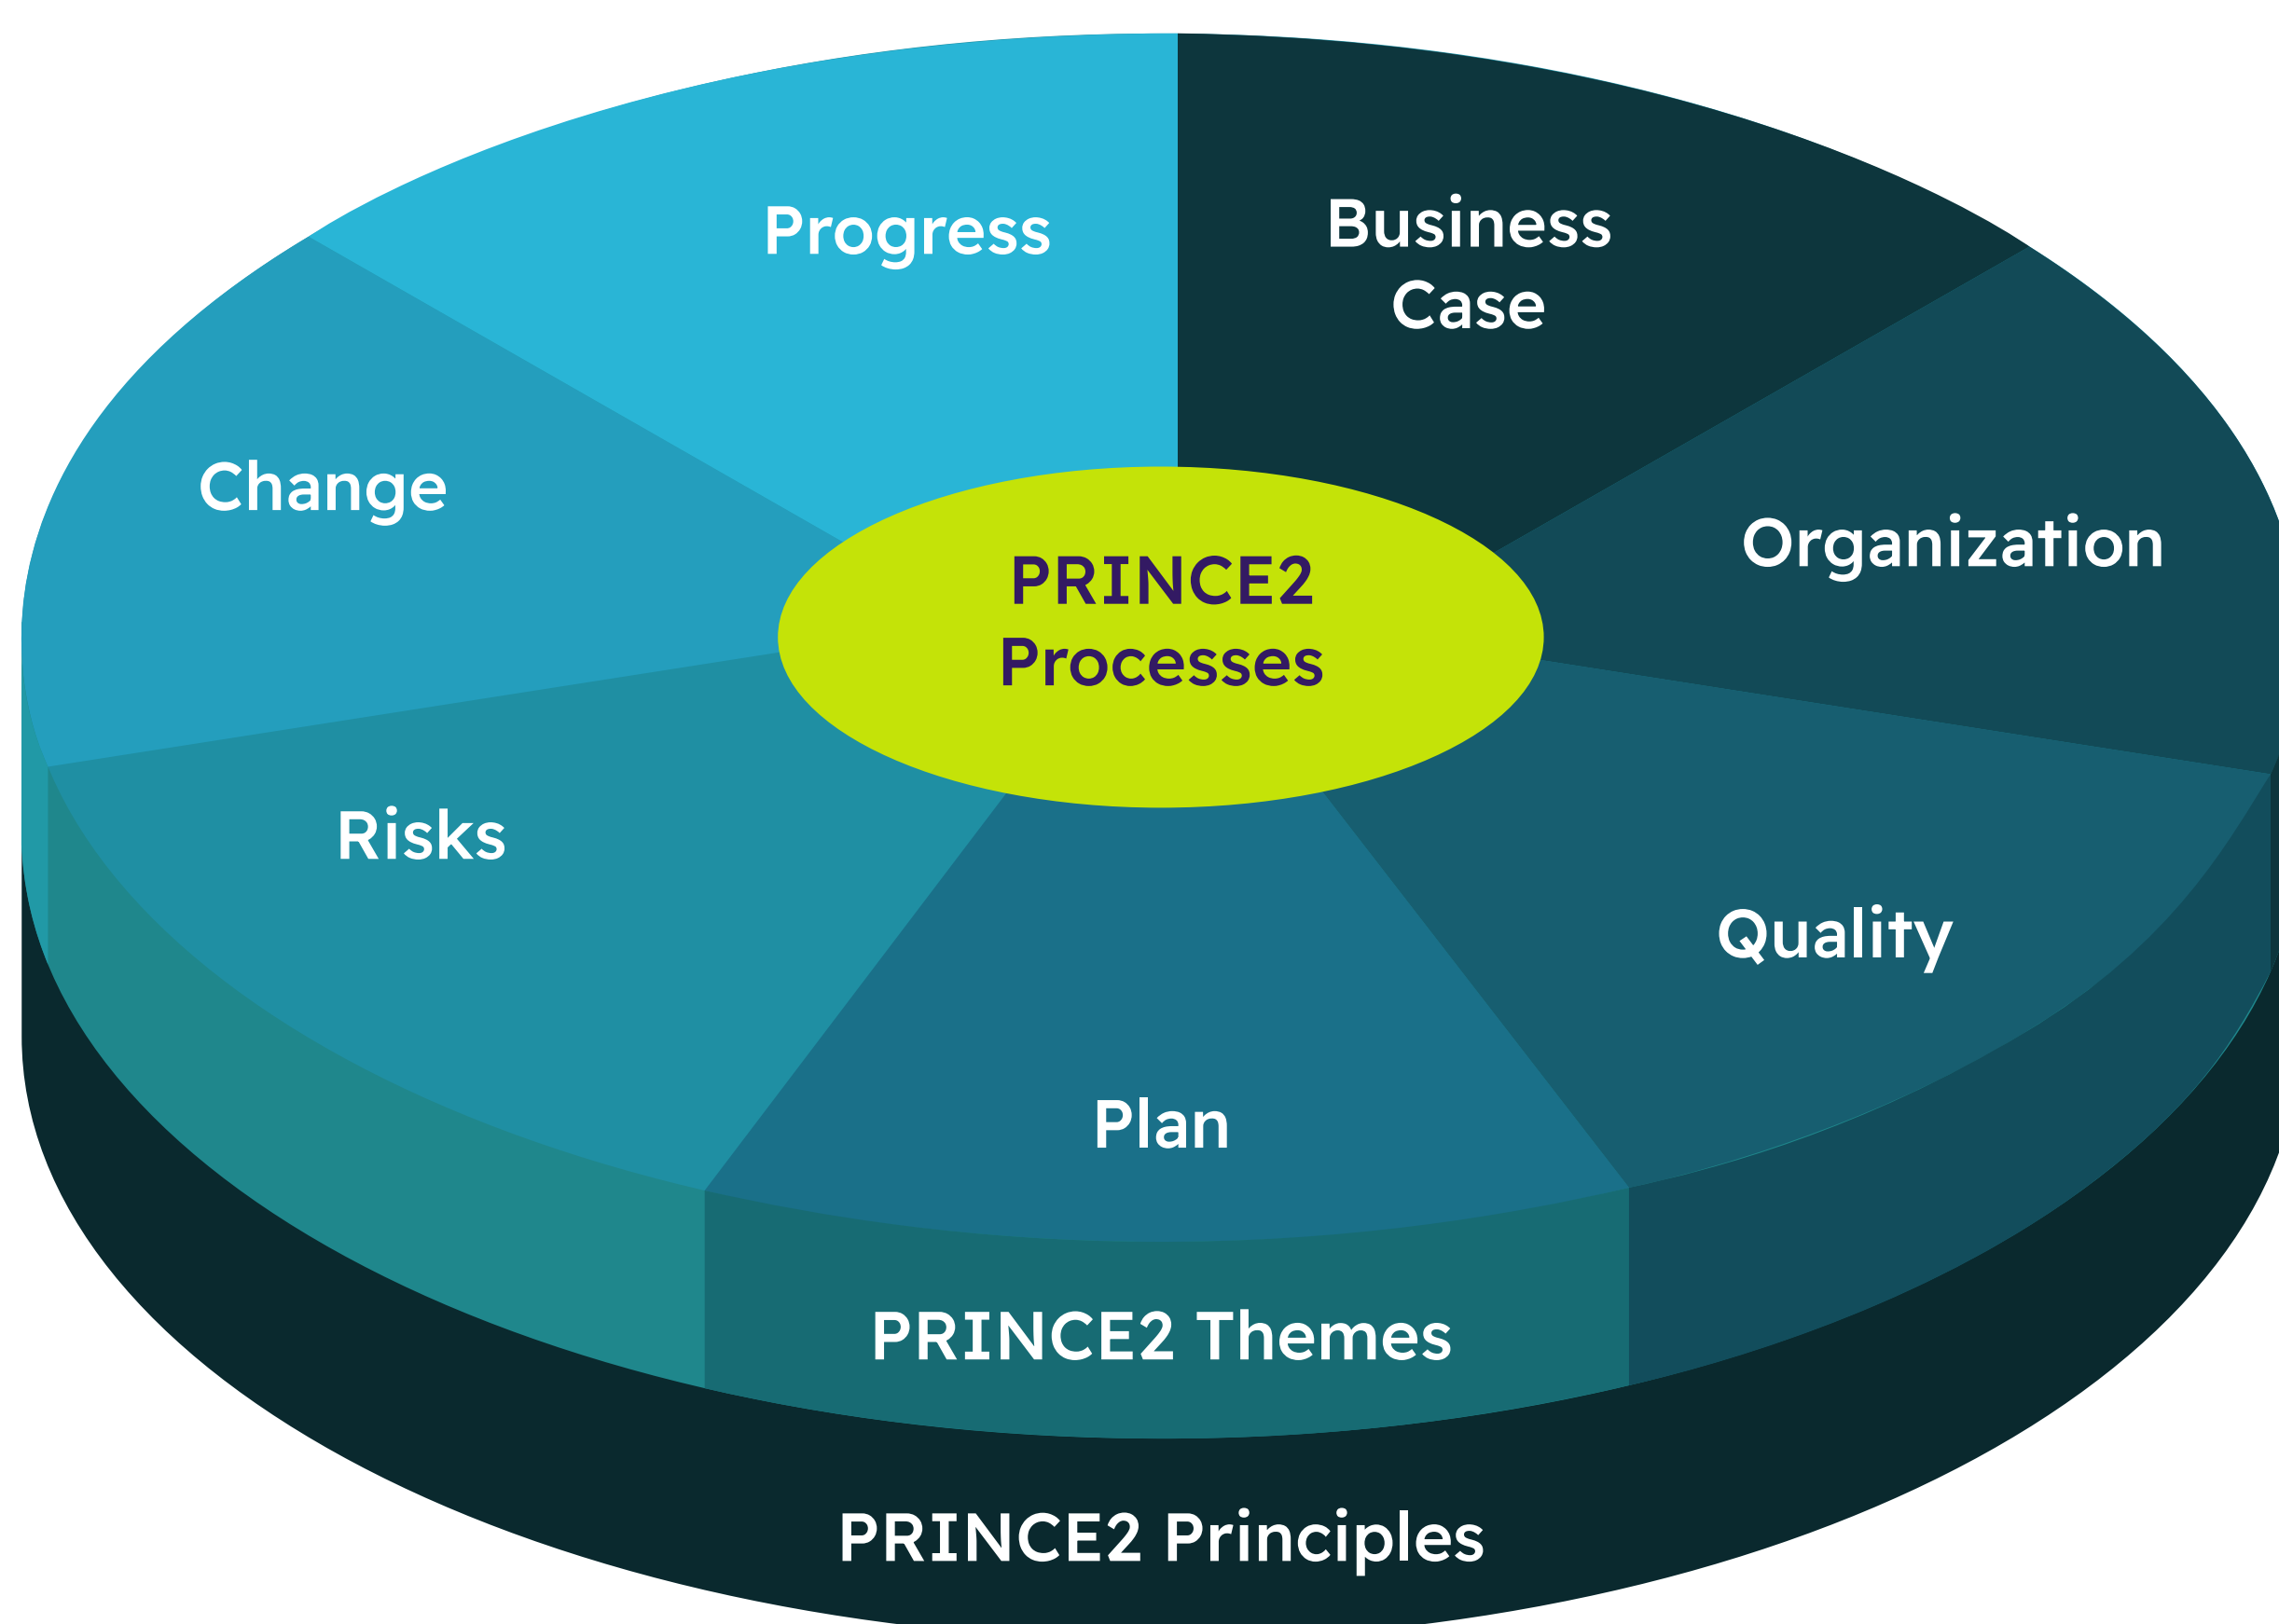 Progress
Business
Case
Change
Organization
PRINCE2
Processes
Risks
Quality
Plan
PRINCE2 Themes
PRINCE2 Principles